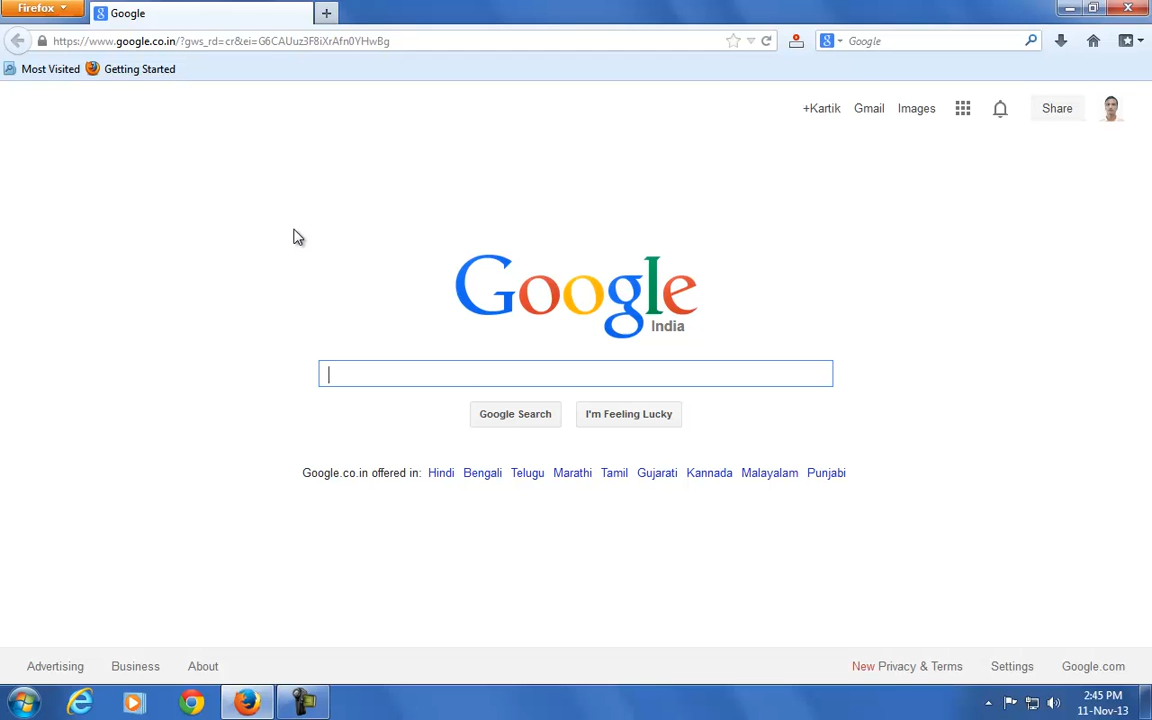 Firefox
Google
https://www.google.co.in/?gws_rd=cr&ei=G6CAUuz3F8iXrAfn0YHwBg
Google
Most Visited Getting Started
+Kartik Gmail Images Share
Google
India
Google Search I'm Feeling Lucky
Google.co.in offered in: Hindi Bengali Telugu Marathi Tamil Gujarati Kannada Malayalam Punjabi
Advertising Business About New Privacy & Terms Settings Google.com
2:45 PM
11-Nov-13